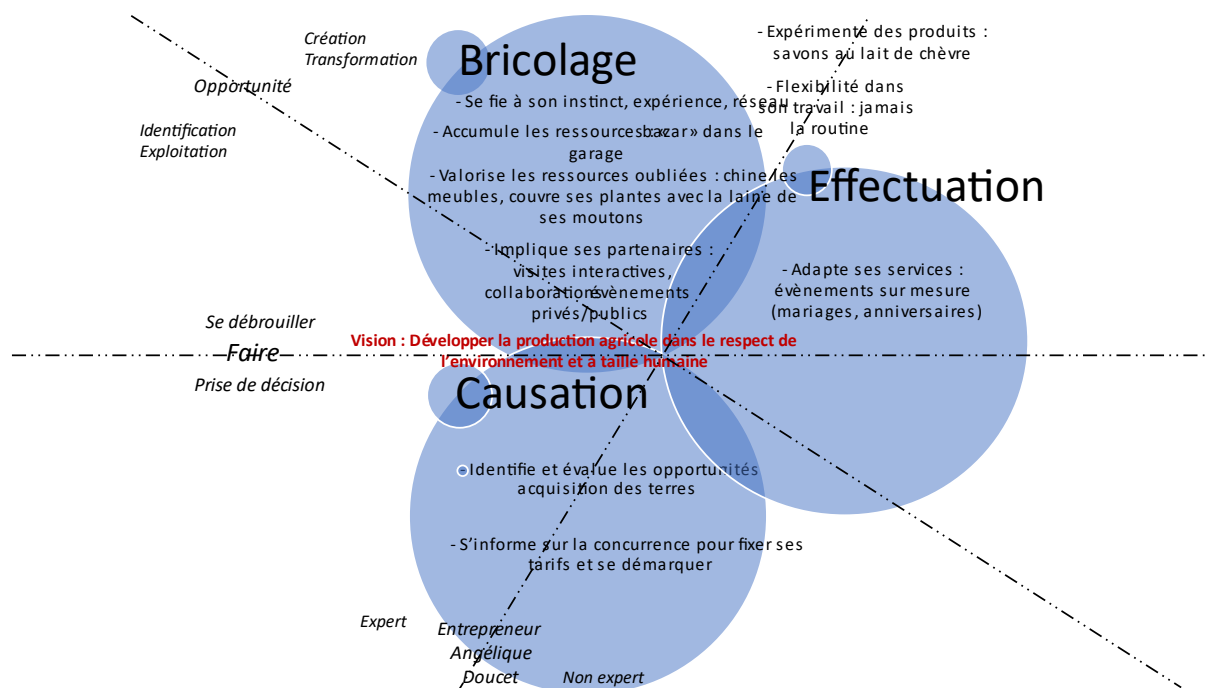 Création
Transformation
Opportunité
Identification
Exploitation
Bricolage
- Se fie à son instinct, expérience, réseau
- Accumule les ressources : « bazar » dans le
garage
- Valorise les ressources oubliées : chine les
meubles, couvre ses plantes avec la laine de
ses moutons
- Implique ses partenaires :
visites interactives,
collaborations évènements
privés/publics
- Expérimente des produits :
savons au lait de chèvre
- Flexibilité dans
son travail : jamais
la routine
Effectuation
- Adapte ses services :
évènements sur mesure
(mariages, anniversaires)
Se débrouiller
Faire
Prise de décision
Vision : Développer la production agricole dans le respect de
l'environnement et à taille humaine
Causation
- Identifie et évalue les opportunités
acquisition des terres
- S'informe sur la concurrence pour fixer ses
tarifs et se démarquer
Expert
Entrepreneur
Angélique
Doucet
Non expert